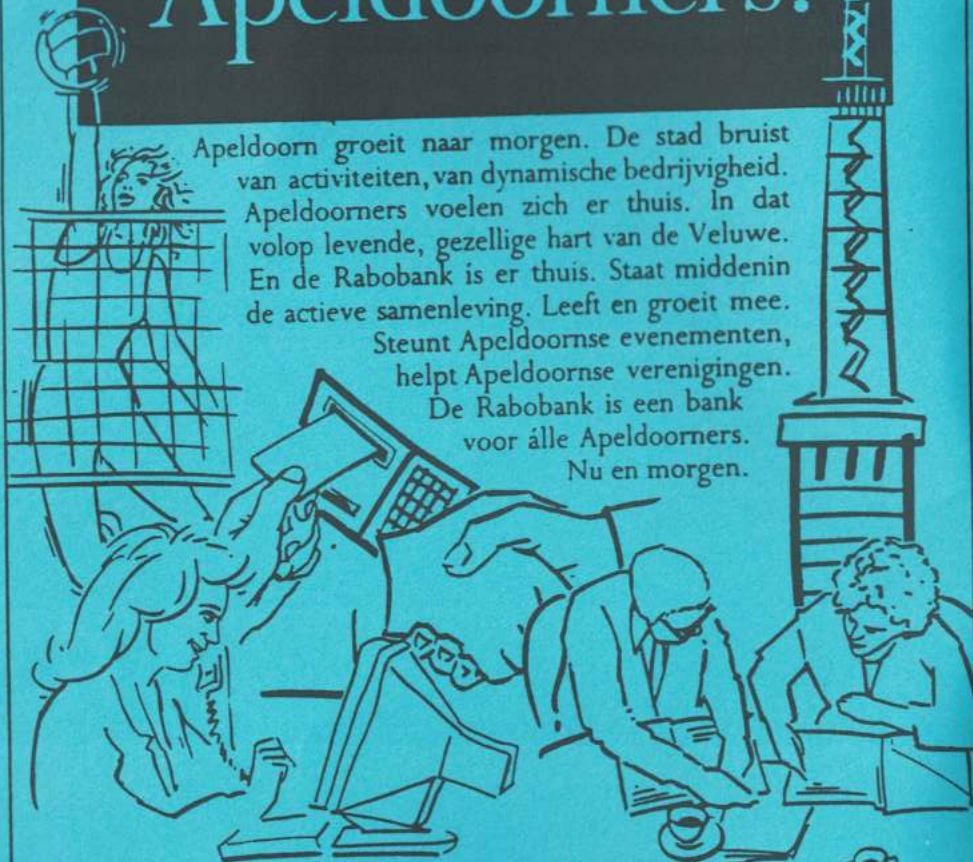 Apeldoorners!
Apeldoorn groeit naar morgen. De stad bruist
van activiteiten, van dynamische bedrijvigheid.
Apeldoorners voelen zich er thuis. In dat
volop levende, gezellige hart van de Veluwe.
En de Rabobank is er thuis. Staat middenin
de actieve samenleving. Leeft en groeit mee.
Steunt Apeldoornse evenementen,
helpt Apeldoornse verenigingen.
De Rabobank is een bank
voor álle Apeldoorners.
Nu en morgen.